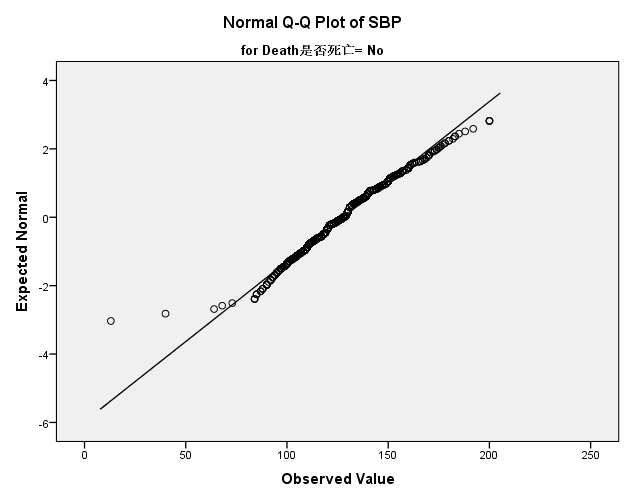 Normal Q-Q Plot of SBP
for Death是否死亡= No
Expected Normal
4
2
0
-2
-4
-6
0 50 100 150 200 250
Observed Value